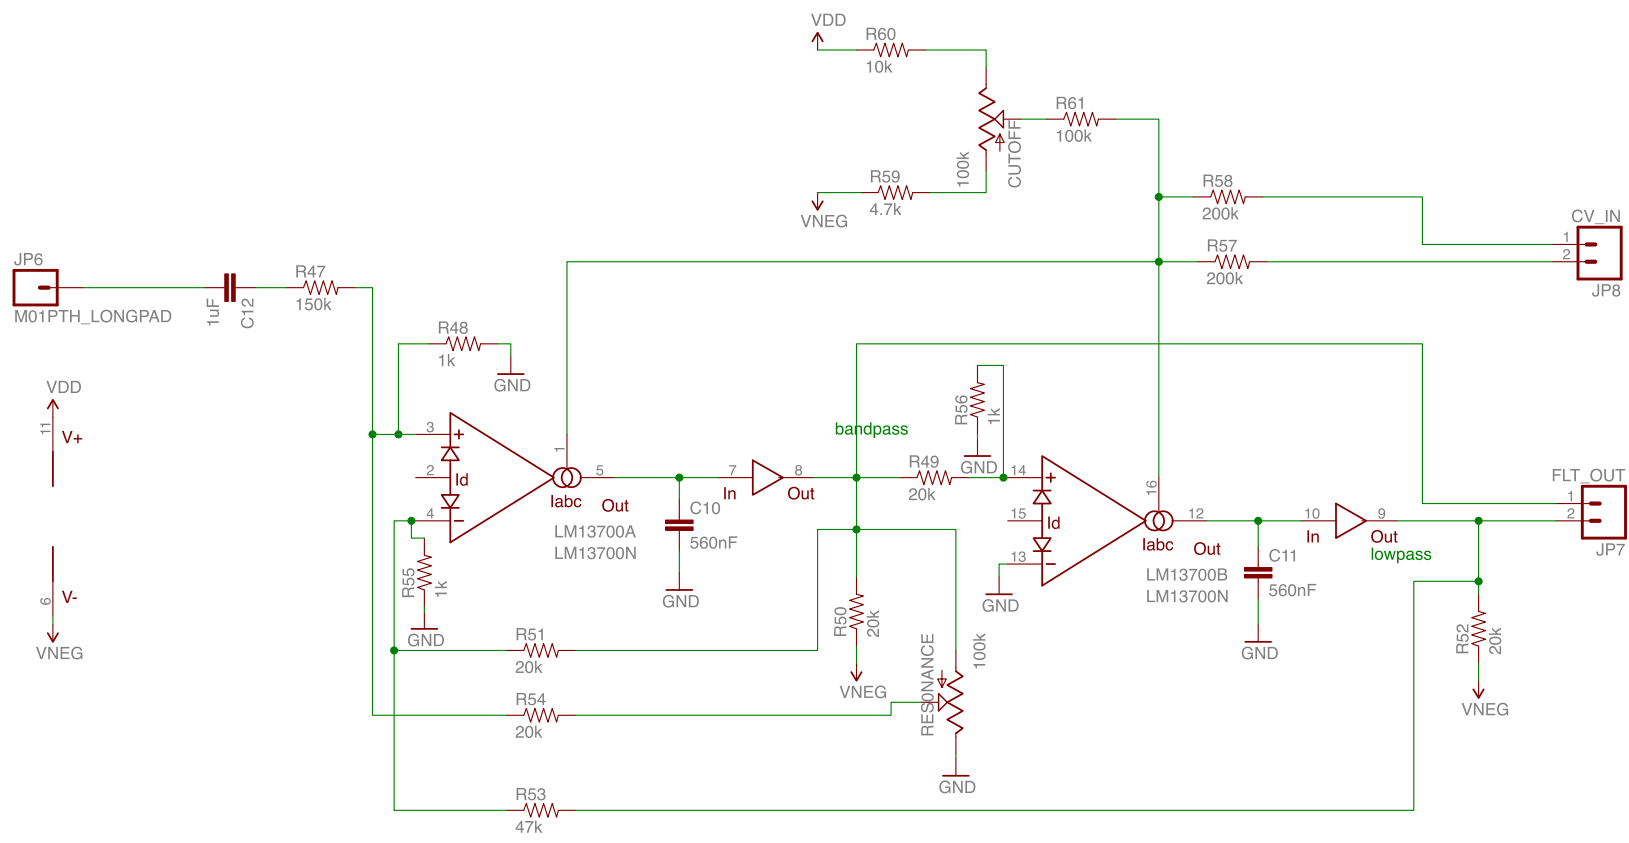 VDD
R60
10k
R61
100k
CUTOFF
100k
R59
4.7k
VNEG
R58
200k
CV_IN
1
2
R57
200k
JP8
JP6
M01PTH_LONGPAD
1uF
C12
R47
150k
R48
1k
GND
VDD
11
V+
V-
6
VNEG
3
+
2
Id
4
-
1
5
Iabc
Out
LM13700A
LM13700N
R55
1k
GND
C10
560nF
GND
7
In
8
Out
bandpass
R49
20k
R56
1k
GND
14
+
15
Id
13
-
GND
16
12
Iabc
Out
LM13700B
LM13700N
C11
560nF
GND
10
In
9
Out
lowpass
FLT_OUT
1
2
JP7
R52
20k
VNEG
R50
20k
VNEG
R51
20k
R54
20k
RESONANCE
100k
GND
R53
47k